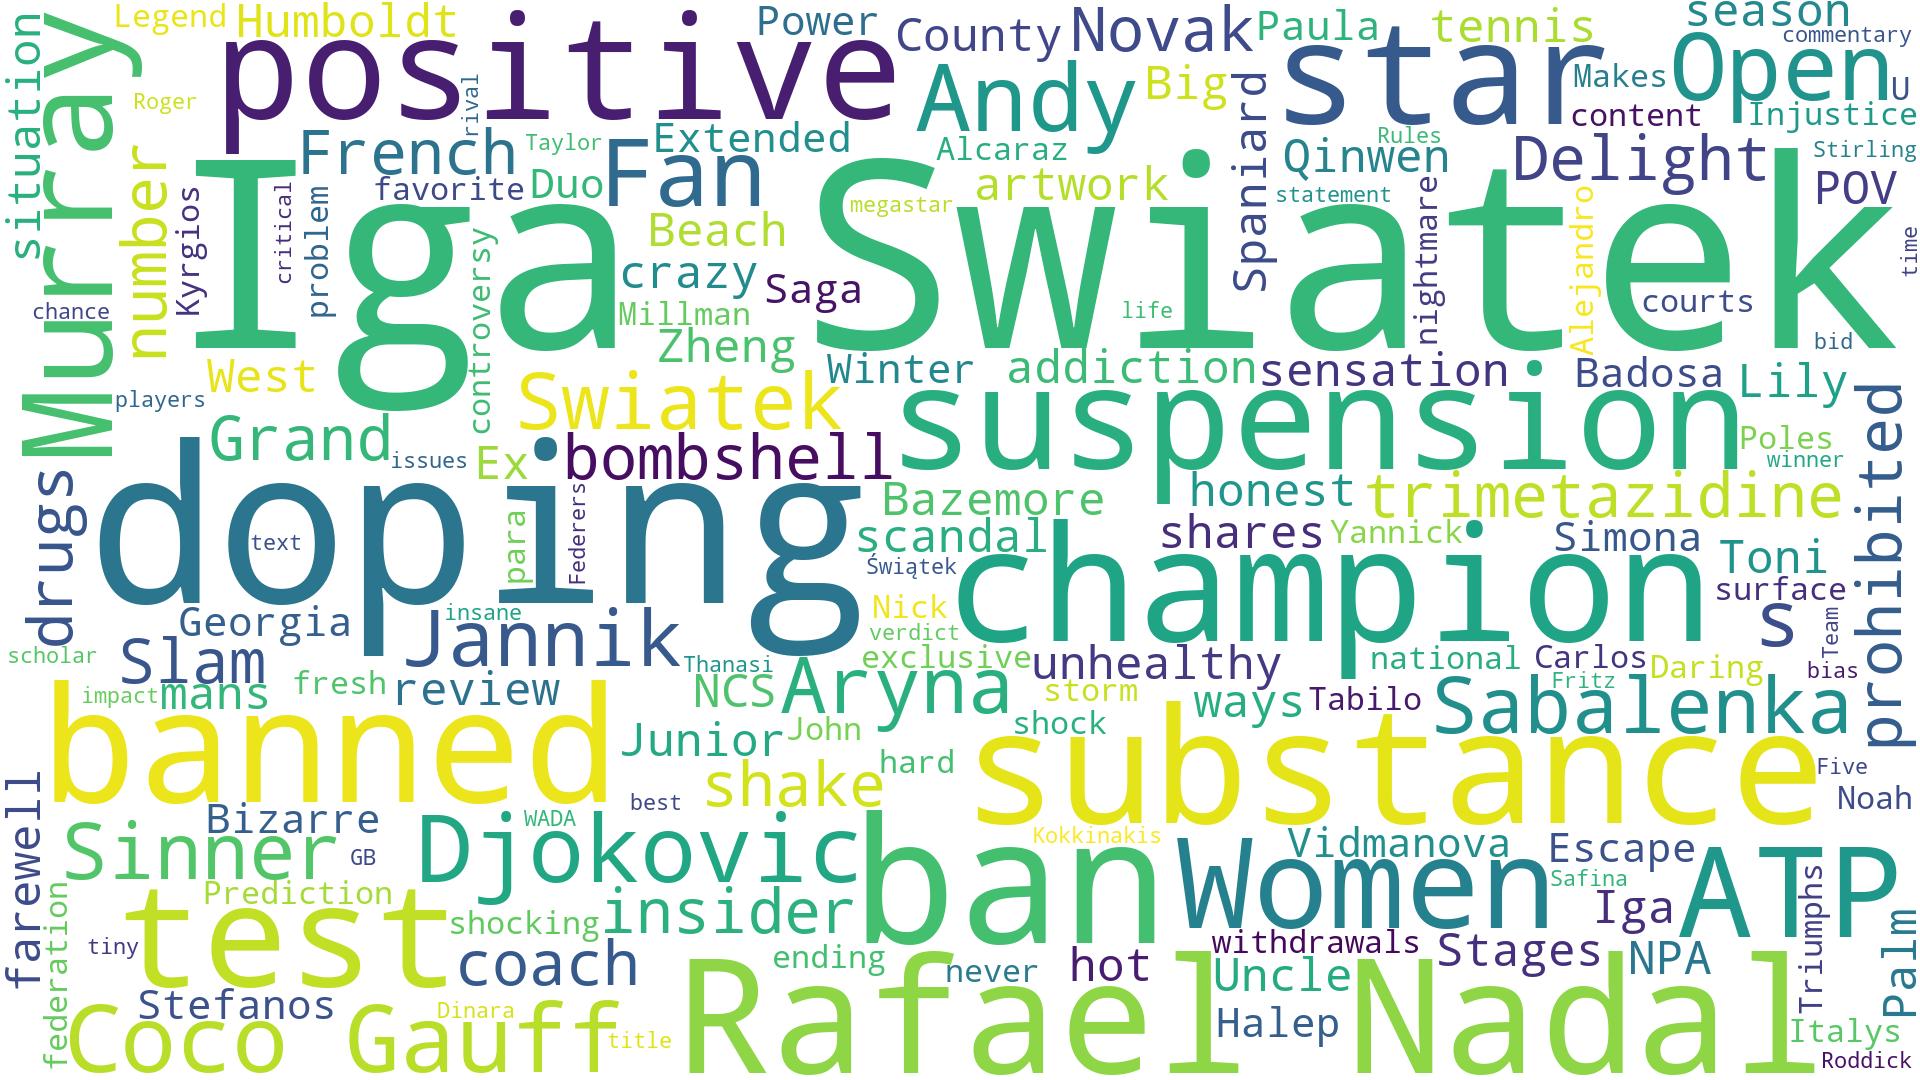 Legend
Humboldt
positive
Power
County
Novak
Paula
tennis
season
commentary
situation
Murray
Roger
rival
Andy
Big
Spaniard
star
Makes
Open
U
content
Injustice
French
Taylor
Extended
Fan
Alcaraz
Rules
Qinwen
Delight
Stirling
number
Kyrgios
critical
problem
favorite
Duo
artwork
statement
POV
Iga Swiatek
megastar
Beach
controversy
crazy
Saga
Millman
life
nightmare
Alejandro
courts
time
chance
Zheng
bid
West
players
Swiatek
Winter
addiction
sensation
Badosa
Lily
Grand
issues
Ex
bombshell
suspension
Poles
winner
prohibited
drugs
doping
text
para
Federers
Bazemore
honest
trimetazidine
scandal
shares
Yannick
Simona
Toni
Świątek
champion
surface
s
Georgia
insane
Jannik
Nick
verdict
Team
scholar
Slam
Thanasi
exclusive
unhealthy
national
Carlos
Daring
bias
impact
mans
fresh
review
NCS
Aryna
storm
ways
Tabilo
Fritz
Sabalenka
banned
Junior
John
shock
substance
hard
shake
best
Five
Noah
farewell
Bizarre
WADA
Sinner
GB
Djokovic
ban
Kokkinakis
Women
Vidmanova
Escape
Safina
ATP
federation
Prediction
test
shocking
insider
Iga
Triumphs
Palm
tiny
coach
ending
never
hot
withdrawals
Stages
NPA
Uncle
Stefanos
Dinara
Coco Gauff
title
Rafael Nadal
Halep
Italys
Roddick